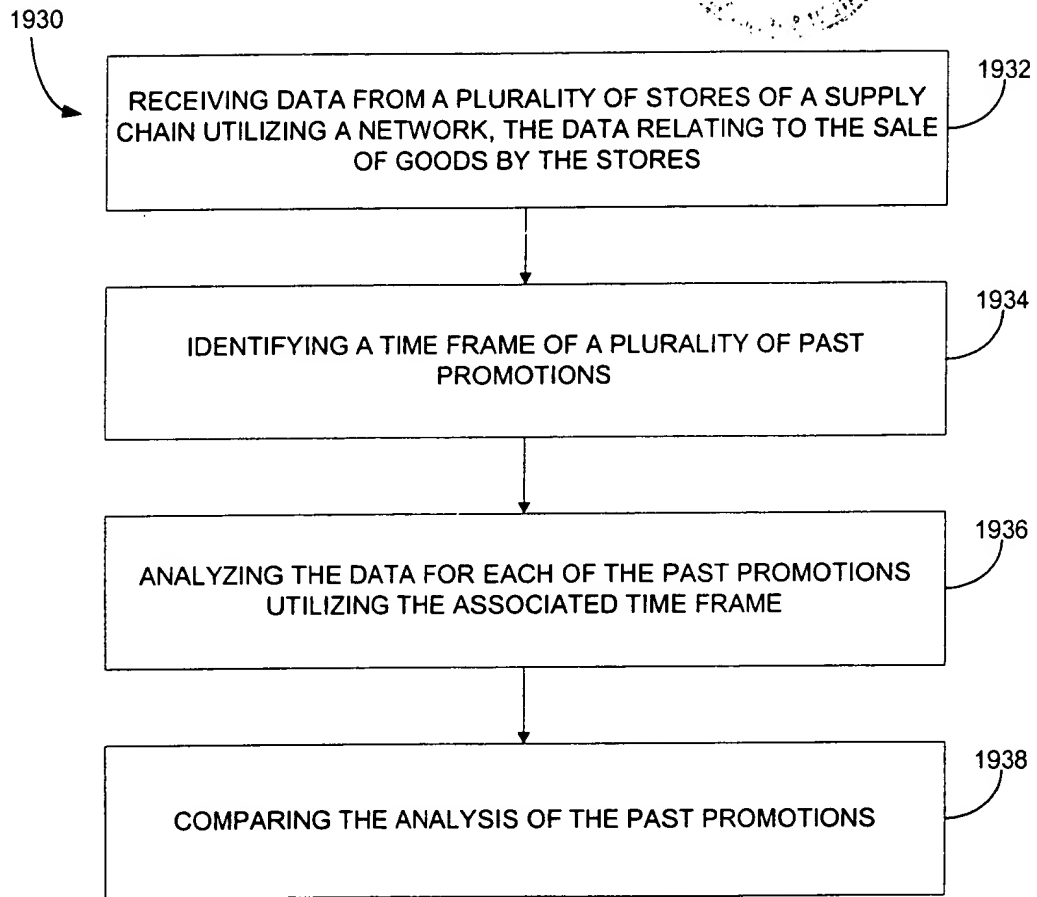 1930
1932
RECEIVING DATA FROM A PLURALITY OF STORES OF A SUPPLY
CHAIN UTILIZING A NETWORK, THE DATA RELATING TO THE SALE
OF GOODS BY THE STORES
1934
IDENTIFYING A TIME FRAME OF A PLURALITY OF PAST
PROMOTIONS
1936
ANALYZING THE DATA FOR EACH OF THE PAST PROMOTIONS
UTILIZING THE ASSOCIATED TIME FRAME
1938
COMPARING THE ANALYSIS OF THE PAST PROMOTIONS